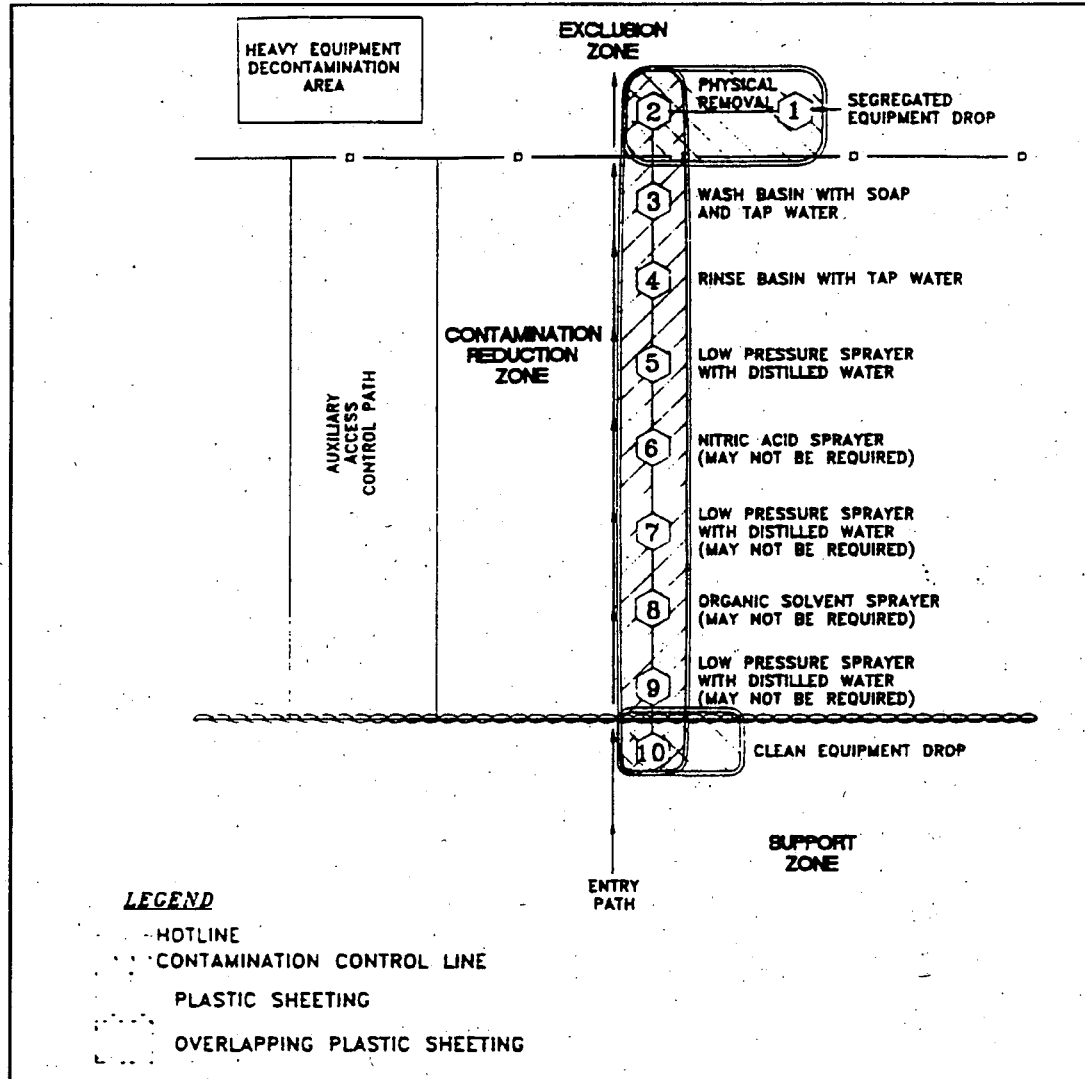 HEAVY EQUIPMENT
DECONTAMINATION
AREA
EXCLUSION
ZONE
PHYSICAL
REMOVAL
2
1
SEGREGATED
EQUIPMENT DROP
3
WASH BASIN WITH SOAP
AND TAP WATER
4
RINSE BASIN WITH TAP WATER
CONTAMINATION
REDUCTION
ZONE
5
LOW PRESSURE SPRAYER
WITH DISTILLED WATER
AUXILIARY
ACCESS
CONTROL PATH
6
NITRIC ACID SPRAYER
(MAY NOT BE REQUIRED)
7
LOW PRESSURE SPRAYER
WITH DISTILLED WATER
(MAY NOT BE REQUIRED)
8
ORGANIC SOLVENT SPRAYER
(MAY NOT BE REQUIRED)
9
LOW PRESSURE SPRAYER
WITH DISTILLED WATER
(MAY NOT BE REQUIRED)
10
CLEAN EQUIPMENT DROP
SUPPORT
ZONE
ENTRY
PATH
LEGEND
HOTLINE
CONTAMINATION CONTROL LINE
PLASTIC SHEETING
OVERLAPPING PLASTIC SHEETING